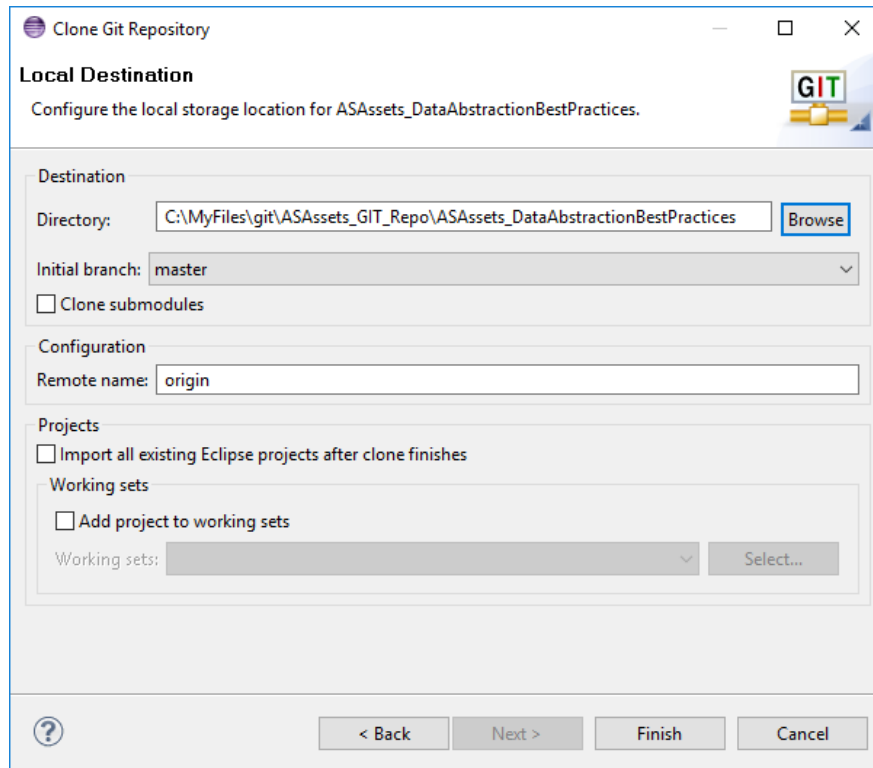 Clone Git Repository
Local Destination
Configure the local storage location for ASAssets_DataAbstractionBestPractices.
GIT
Destination
Directory: C:\MyFiles\git\ASAssets_GIT_Repo\ASAssets_DataAbstractionBestPractices Browse
Initial branch: master
Clone submodules
Configuration
Remote name: origin
Projects
Import all existing Eclipse projects after clone finishes
Working sets
Add project to working sets
Working sets: Select...
? < Back Next > Finish Cancel